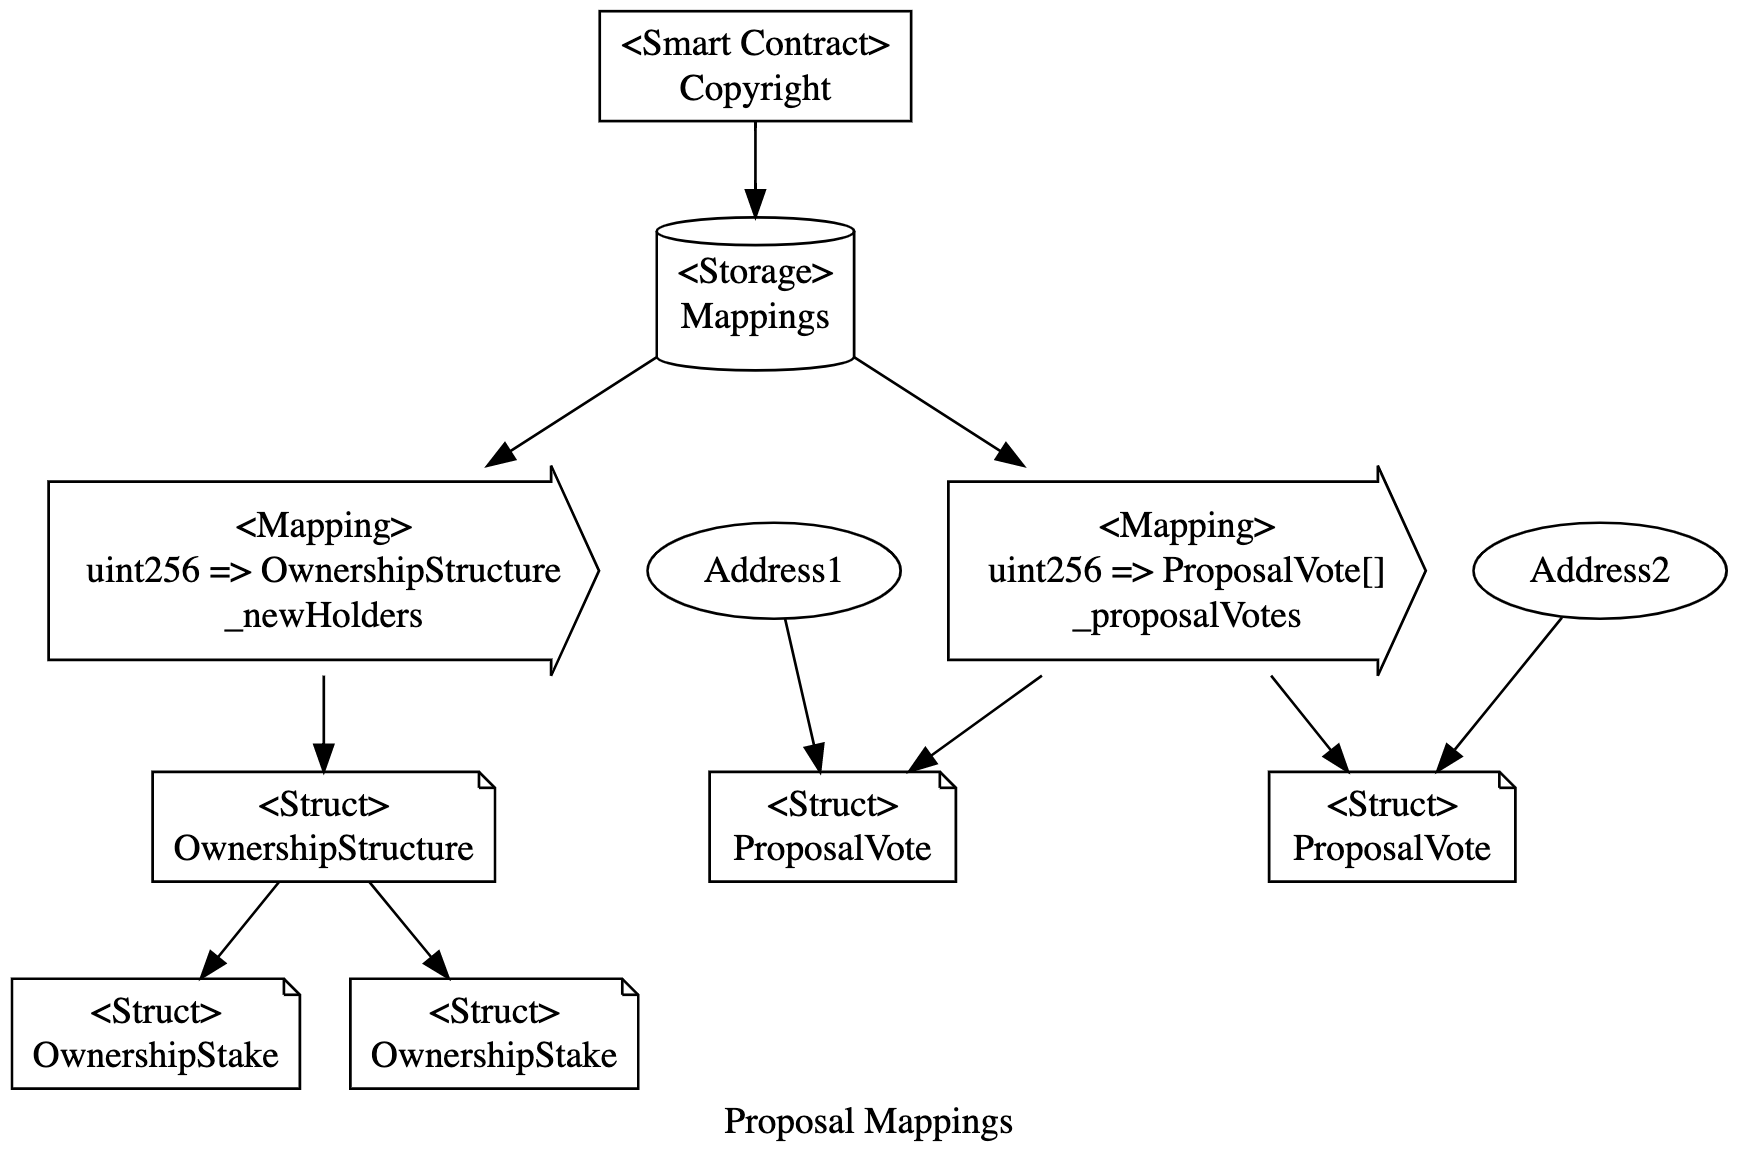 <Smart Contract>
Copyright
<Storage>
Mappings
<Mapping>
uint256 => OwnershipStructure
_newHolders
Address1
<Mapping>
uint256 => ProposalVote[]
_proposalVotes
Address2
<Struct>
OwnershipStructure
<Struct>
ProposalVote
<Struct>
ProposalVote
<Struct>
OwnershipStake
<Struct>
OwnershipStake
Proposal Mappings